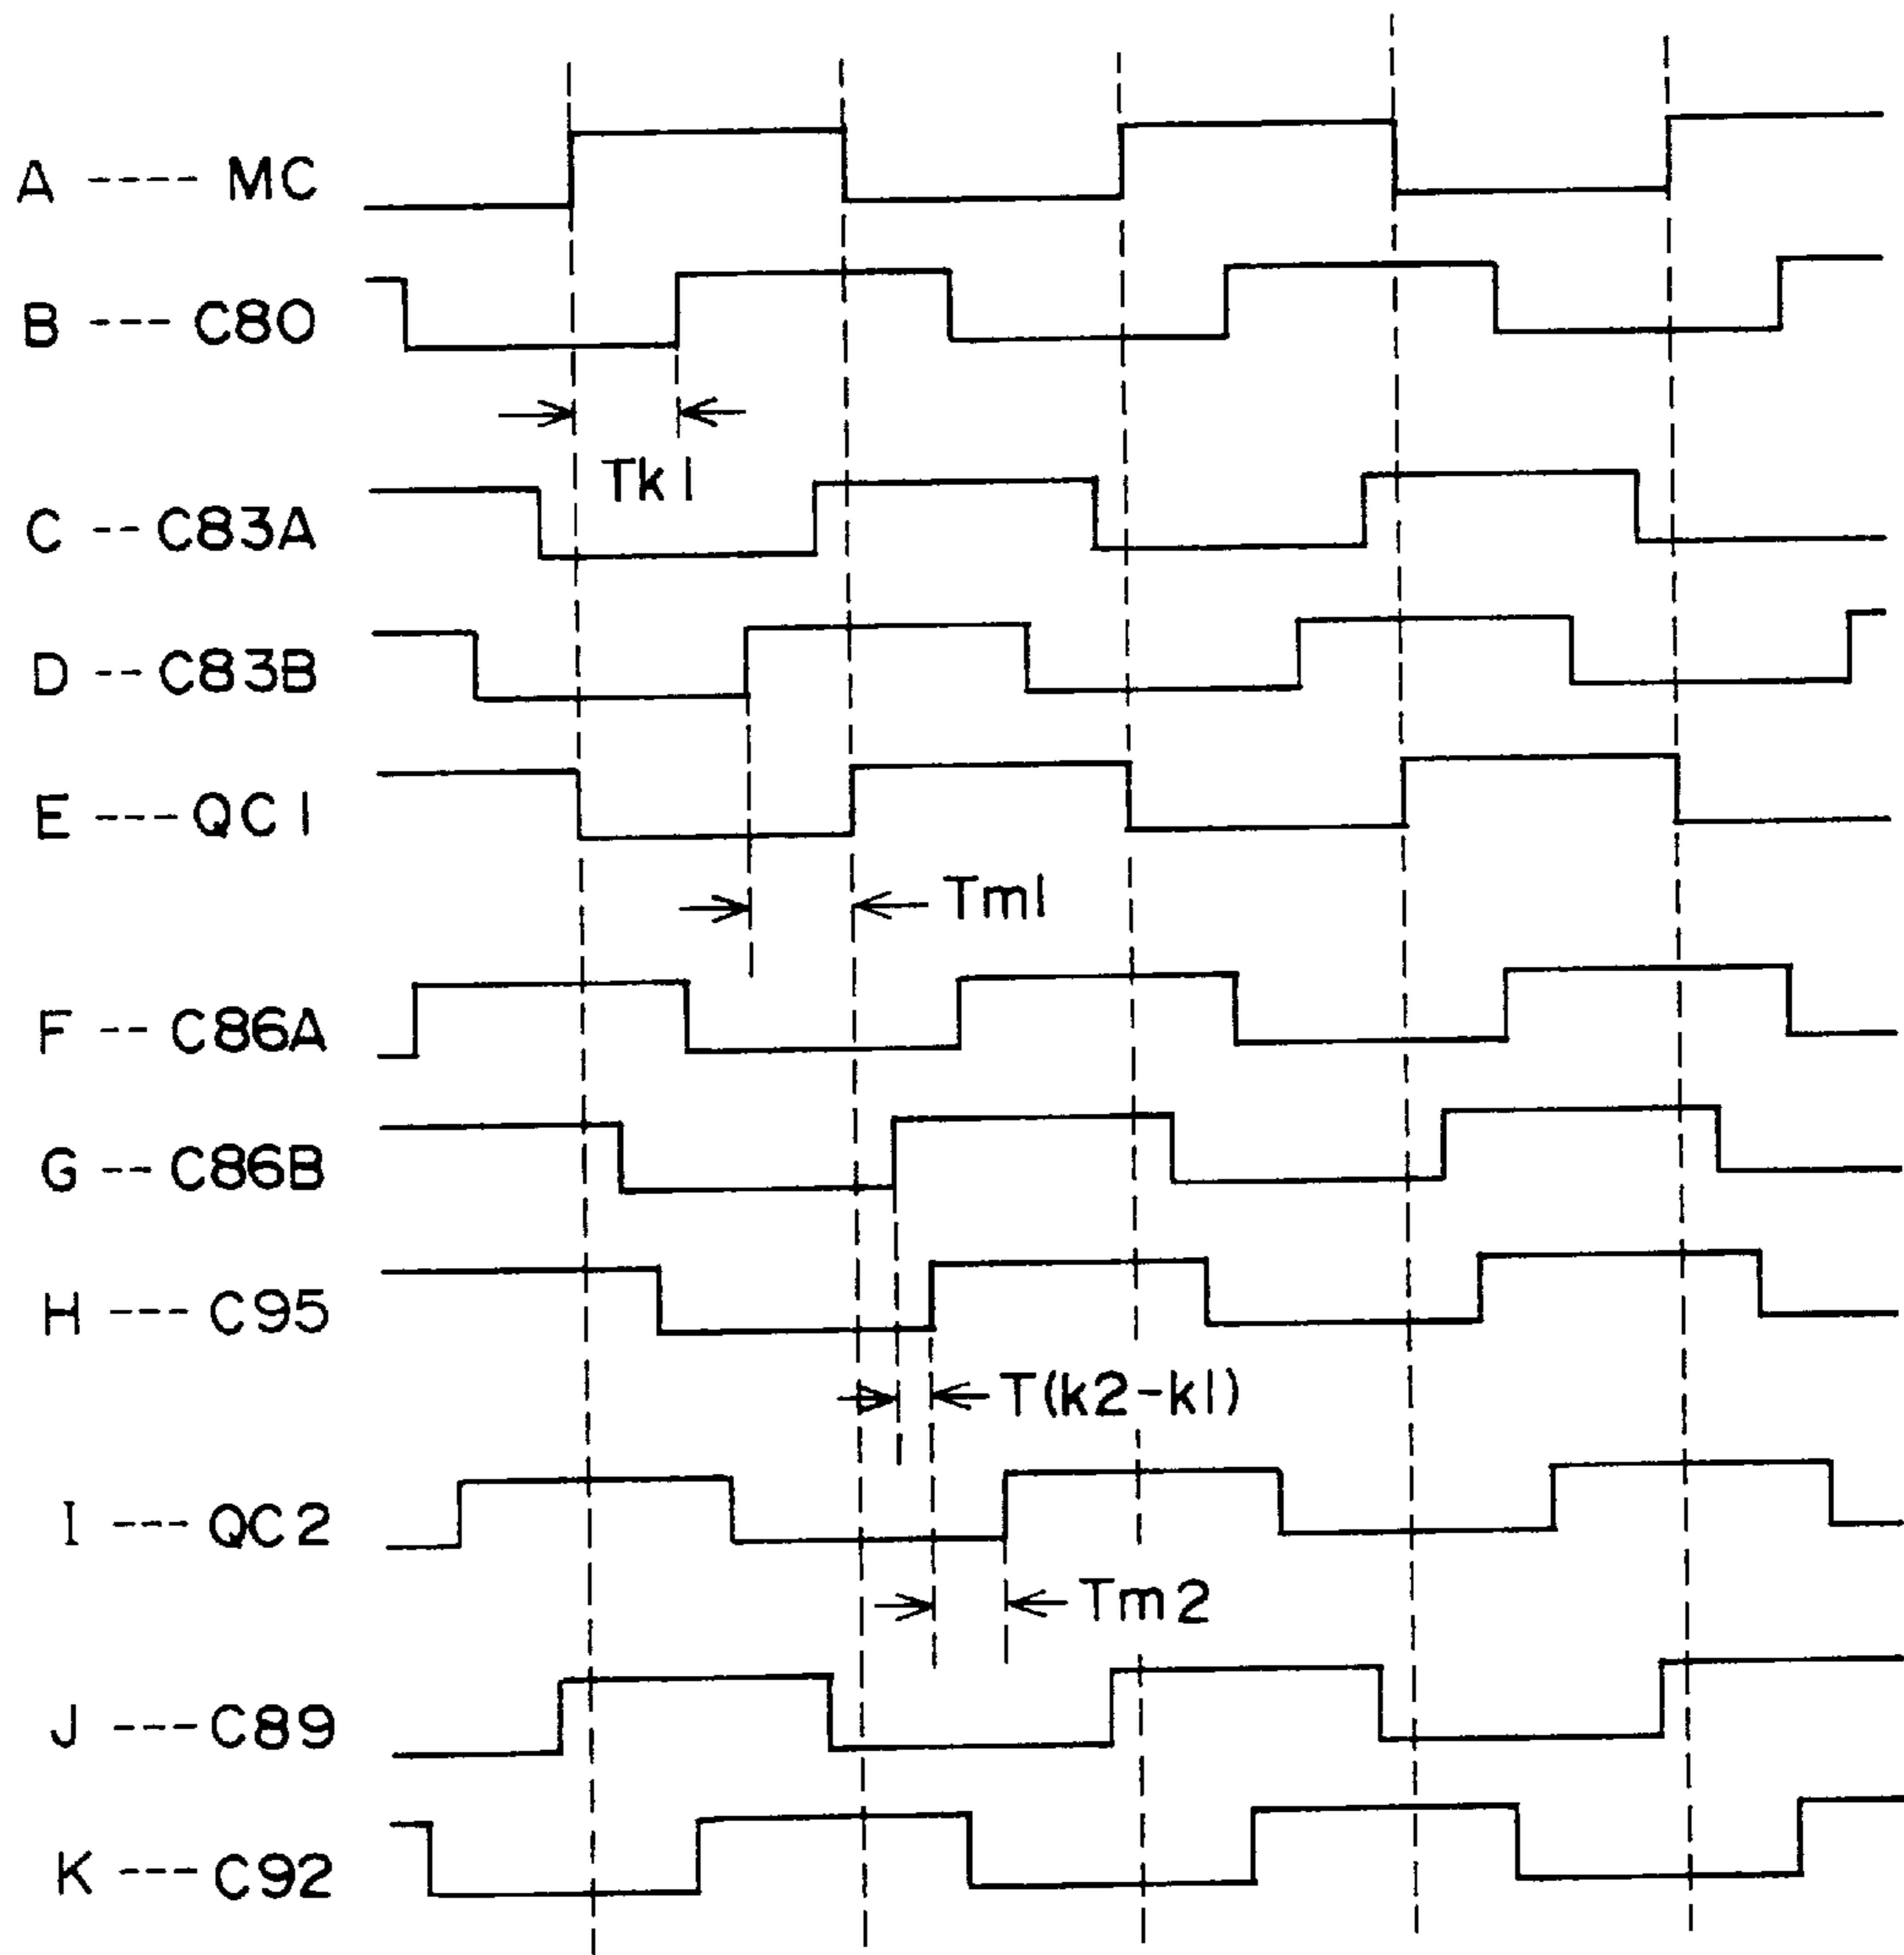 A ---- MC
B --- C80
Tk1
C -- C83A
D -- C83B
E --- QC1
Tm1
F -- C86A
G -- C86B
H --- C95
T(k2-k1)
I --- QC2
Tm2
J --- C89
K --- C92